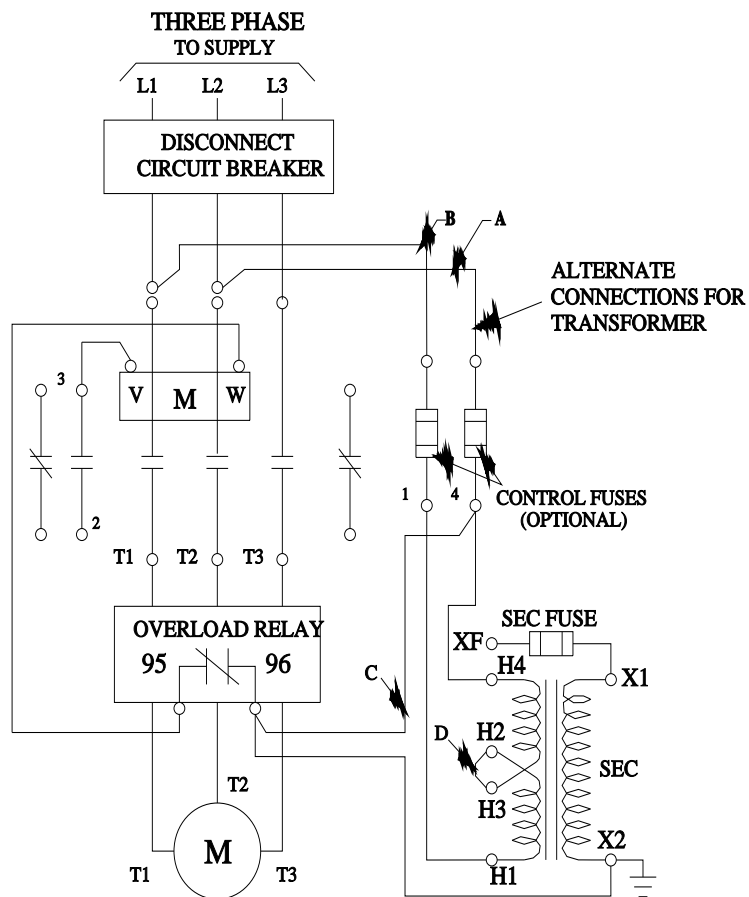 THREE PHASE
TO SUPPLY
L1 L2 L3
DISCONNECT
CIRCUIT BREAKER
B A
ALTERNATE
CONNECTIONS FOR
TRANSFORMER
3
V M W
1 4
CONTROL FUSES
(OPTIONAL)
2
T1 T2 T3
OVERLOAD RELAY
95 96
SEC FUSE
XF
H4 X1
C
D H2
SEC
H3
T2
X2
M
T1 T3
H1